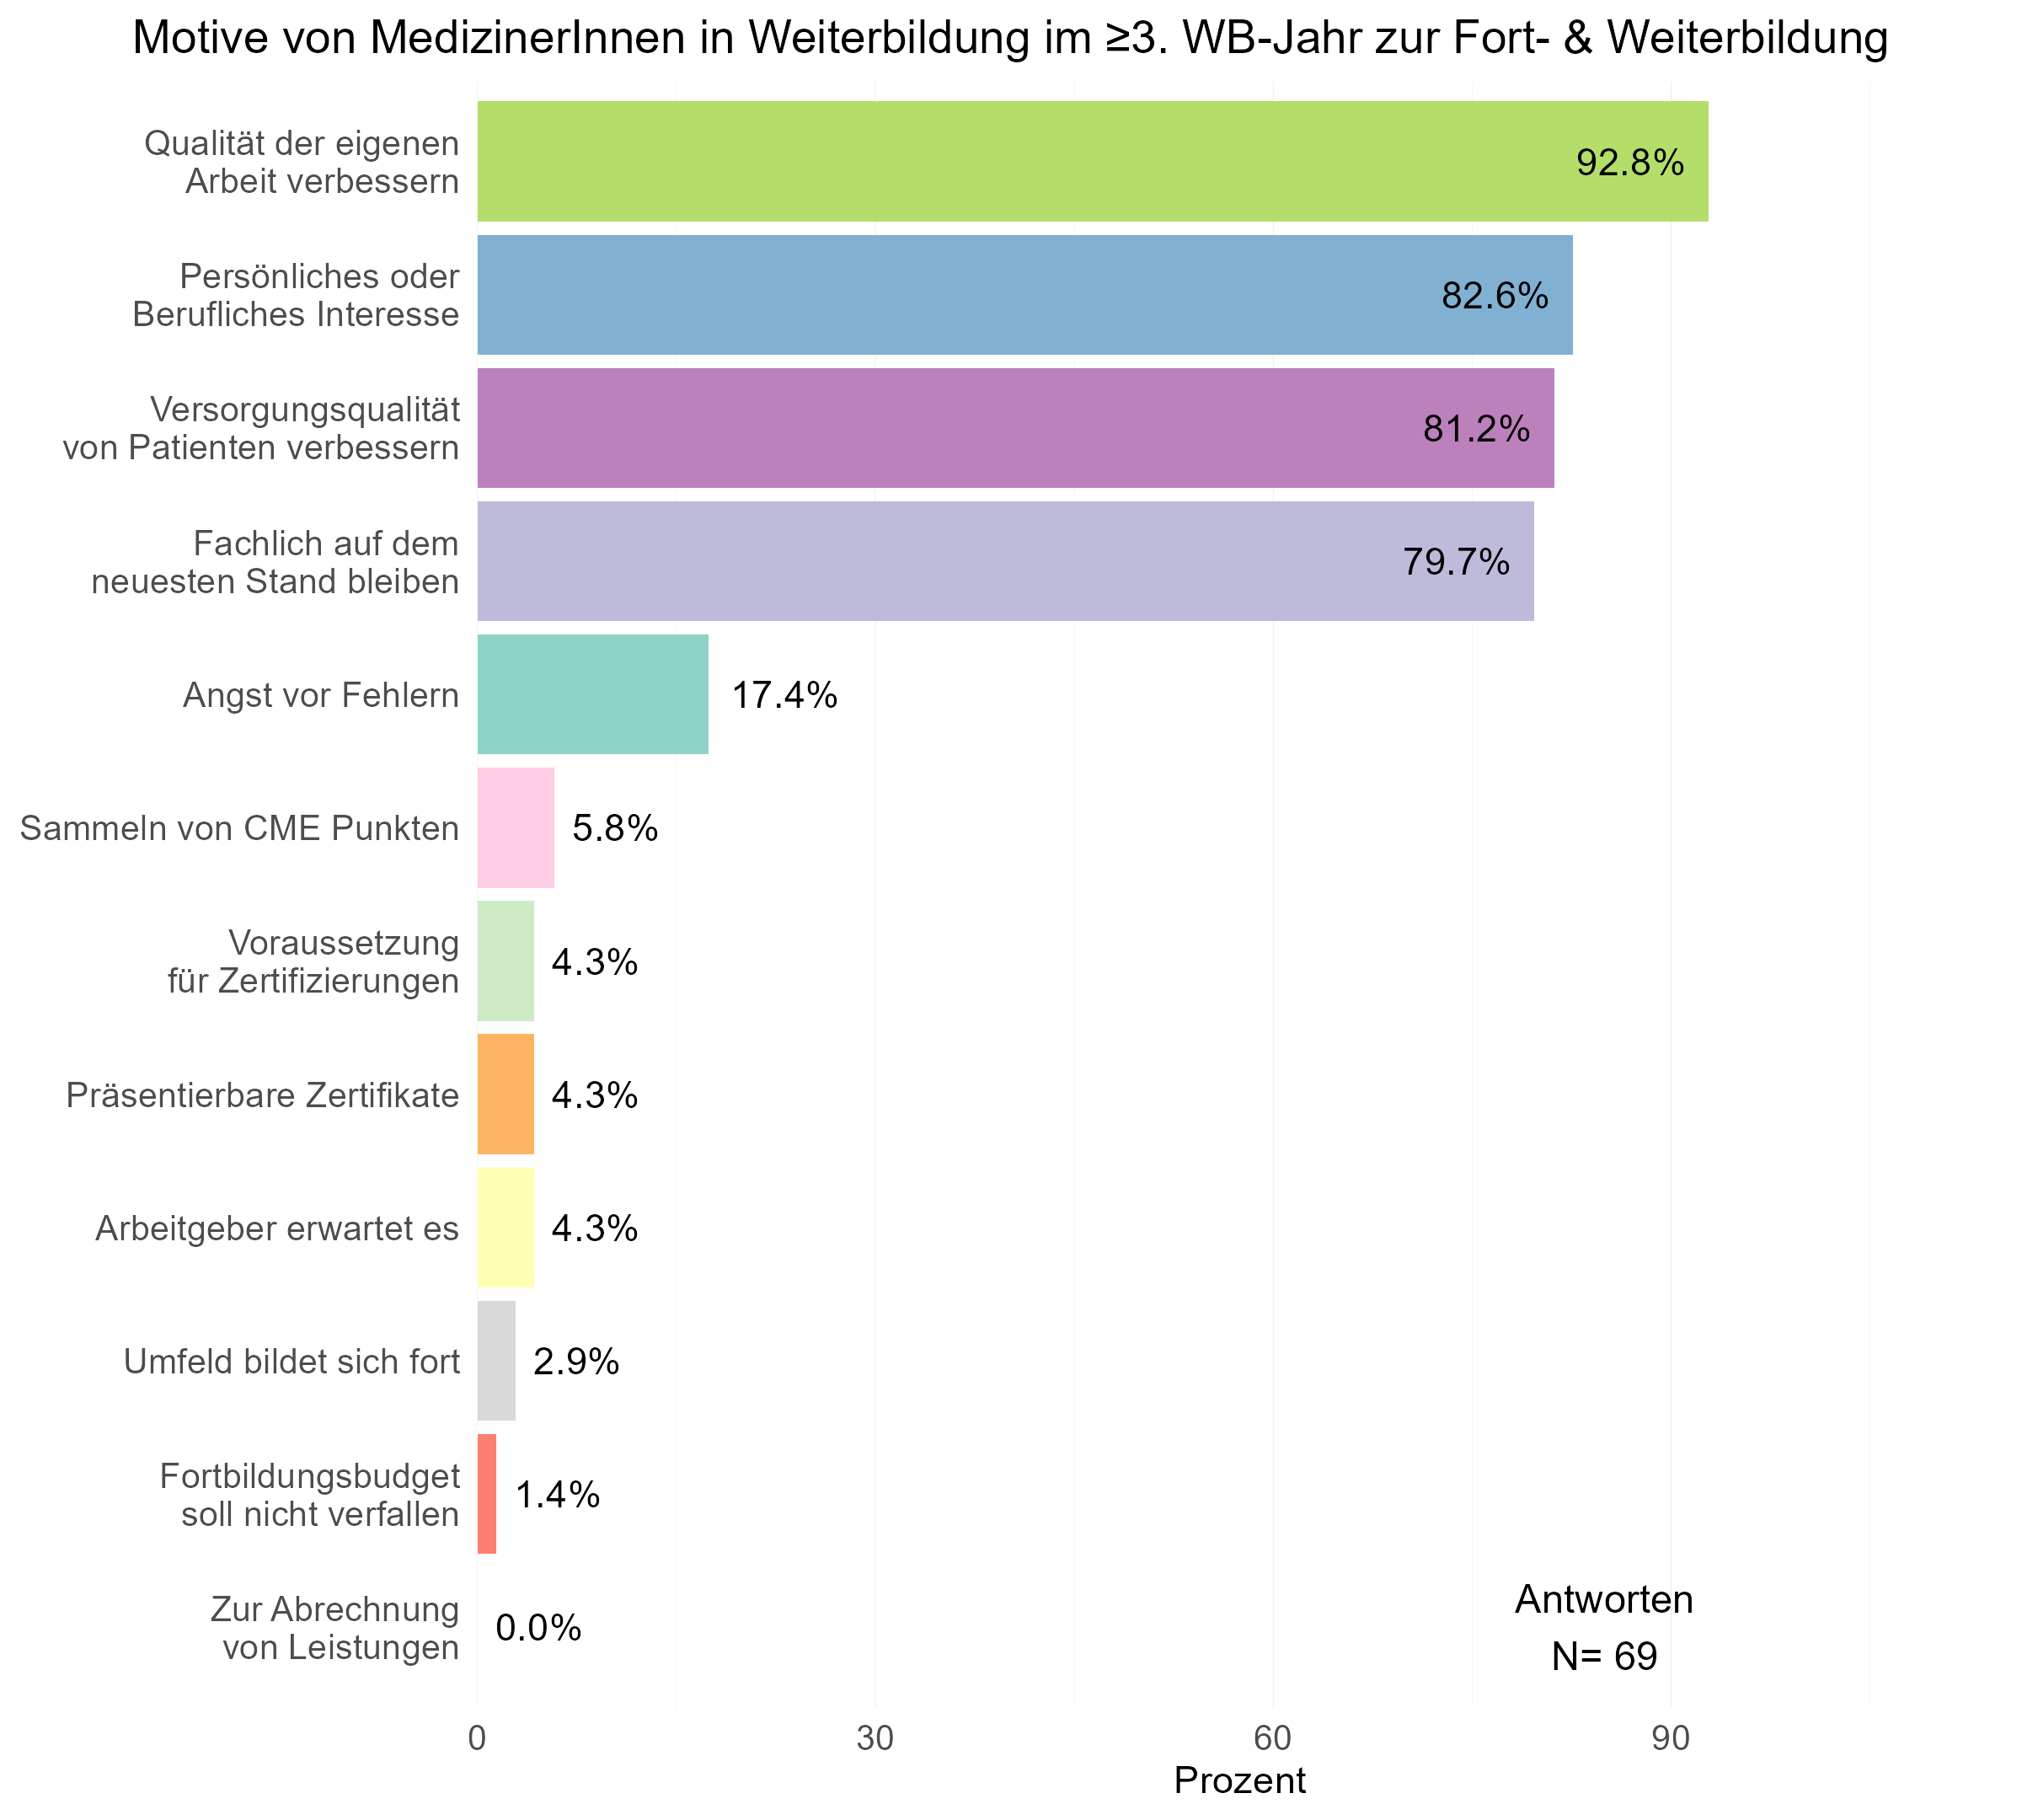 Motive von MedizinerInnen in Weiterbildung im ≥3. WB-Jahr zur Fort- & Weiterbildung
Qualität der eigenen
Arbeit verbessern
92.8%
Persönliches oder
Berufliches Interesse
82.6%
Versorgungsqualität
von Patienten verbessern
81.2%
Fachlich auf dem
neuesten Stand bleiben
79.7%
Angst vor Fehlern
17.4%
Sammeln von CME Punkten
5.8%
Voraussetzung
für Zertifizierungen
4.3%
Präsentierbare Zertifikate
4.3%
Arbeitgeber erwartet es
4.3%
Umfeld bildet sich fort
2.9%
Fortbildungsbudget
soll nicht verfallen
1.4%
Zur Abrechnung
von Leistungen
0.0%
Antworten
N= 69
0 30 60 90
Prozent